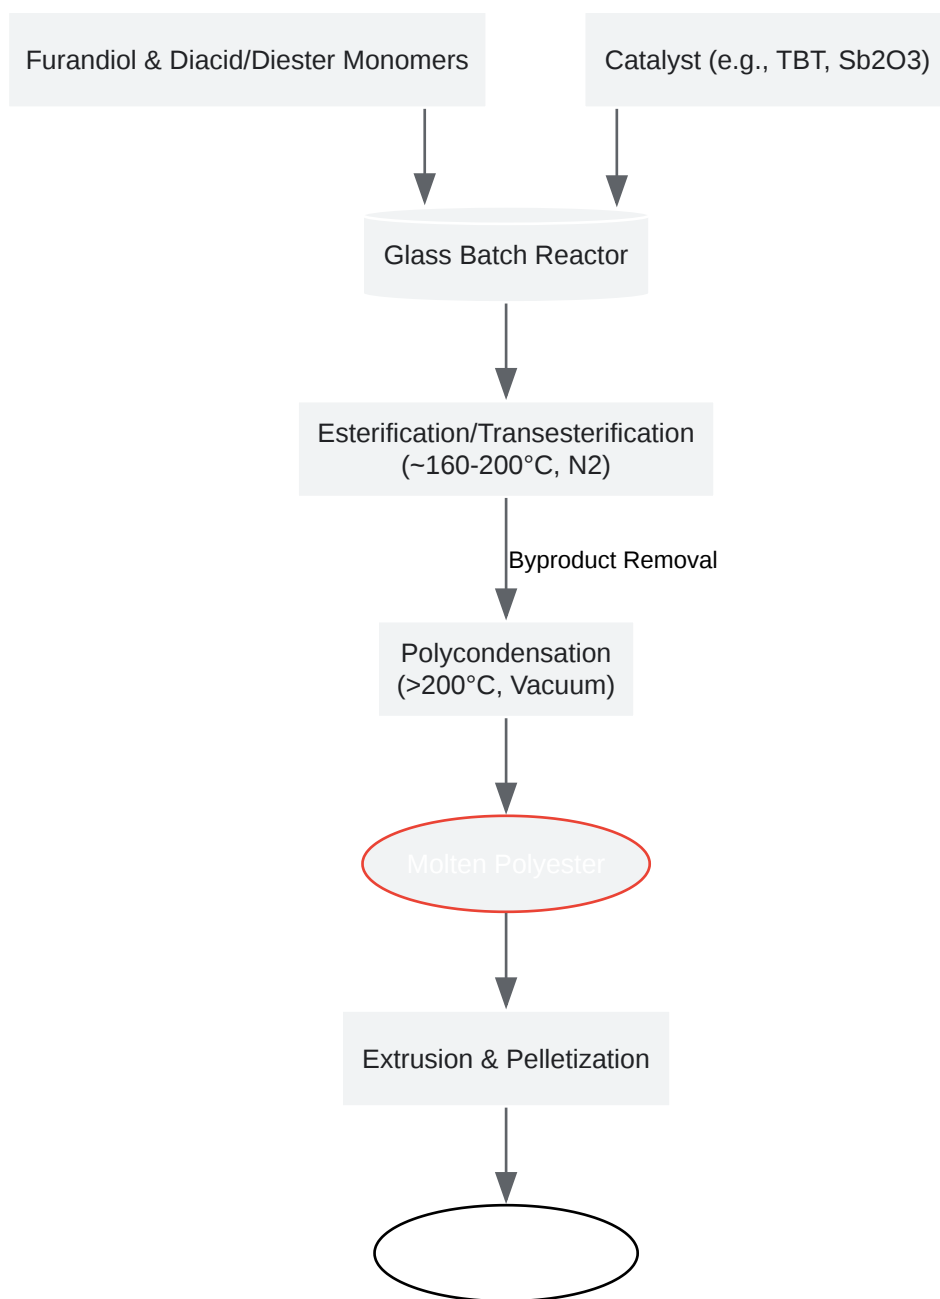 Furandiol & Diacid/Diester Monomers
Catalyst (e.g., TBT, Sb2O3)
Glass Batch Reactor
Esterification/Transesterification
(~160-200°C, N2)
Byproduct Removal
Polycondensation
(>200°C, Vacuum)
Molten Polyester
Extrusion & Pelletization